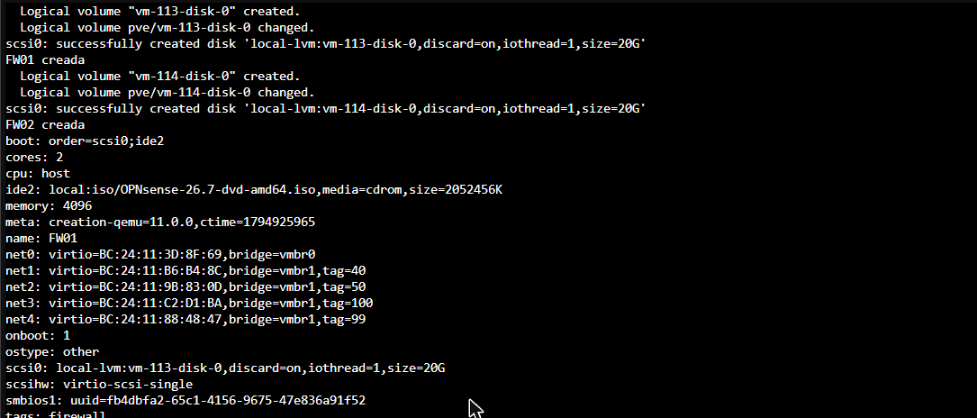 Logical volume "vm-113-disk-0" created.
Logical volume pve/vm-113-disk-0 changed.
scsi0: successfully created disk 'local-lvm:vm-113-disk-0,discard=on,iothread=1,size=20G'
FW01 creada
Logical volume "vm-114-disk-0" created.
Logical volume pve/vm-114-disk-0 changed.
scsi0: successfully created disk 'local-lvm:vm-114-disk-0,discard=on,iothread=1,size=20G'
FW02 creada
boot: order=scsi0;ide2
cores: 2
cpu: host
ide2: local:iso/OPNsense-26.7-dvd-amd64.iso,media=cdrom,size=2052456K
memory: 4096
meta: creation-qemu=11.0.0,ctime=1794925965
name: FW01
net0: virtio=BC:24:11:3D:8F:69,bridge=vmbr0
net1: virtio=BC:24:11:B6:B4:8C,bridge=vmbr1,tag=40
net2: virtio=BC:24:11:9B:83:0D,bridge=vmbr1,tag=50
net3: virtio=BC:24:11:C2:D1:BA,bridge=vmbr1,tag=100
net4: virtio=BC:24:11:88:48:47,bridge=vmbr1,tag=99
onboot: 1
ostype: other
scsi0: local-lvm:vm-113-disk-0,discard=on,iothread=1,size=20G
scsihw: virtio-scsi-single
smbios1: uuid=fb4dbfa2-65c1-4156-9675-47e836a91f52
tags: firewall